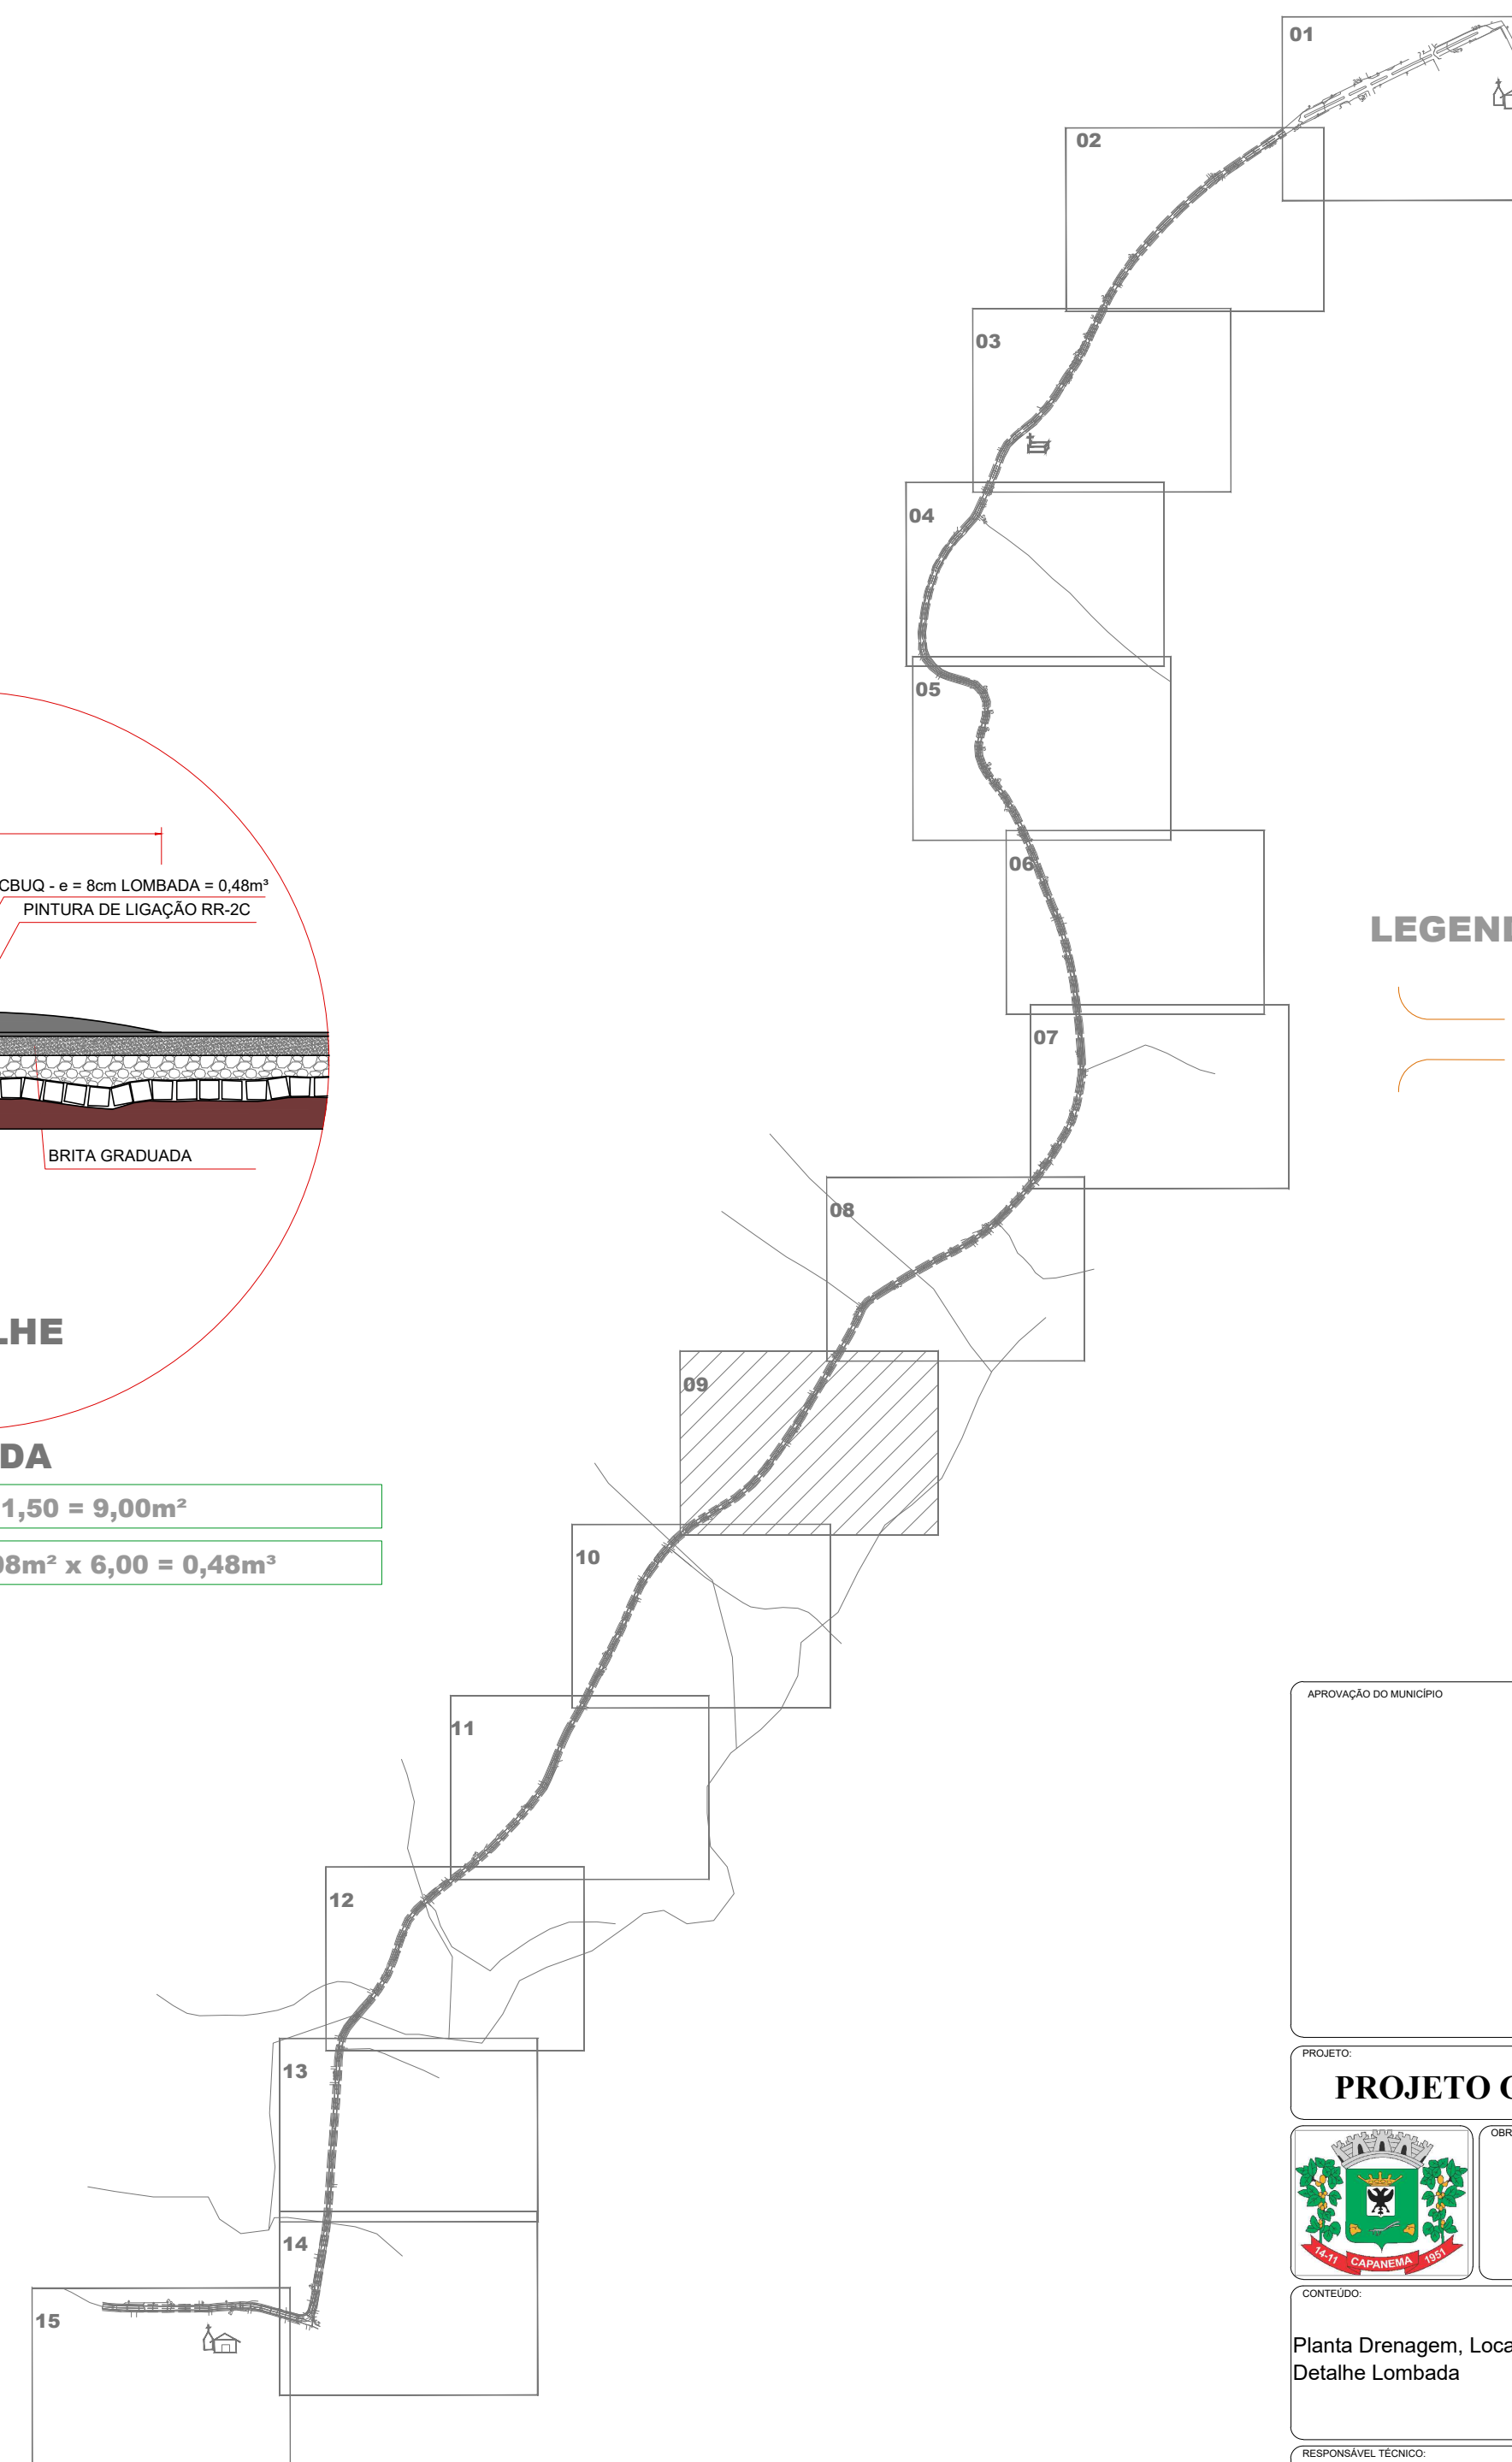 01
02
03
04
05
06
07
08
09
10
11
12
13
14
15
CBUQ - e = 8cm LOMBADA = 0,48m³
PINTURA DE LIGAÇÃO RR-2C
BRITA GRADUADA
LHE
DA
1,50 = 9,00m²
08m² x 6,00 = 0,48m³
LEGEND
APROVAÇÃO DO MUNICÍPIO
PROJETO:
PROJETO
OBR
14-11 CAPANEMA 1951
CONTEÚDO:
Planta Drenagem, Loca
Detalhe Lombada
RESPONSÁVEL TÉCNICO: